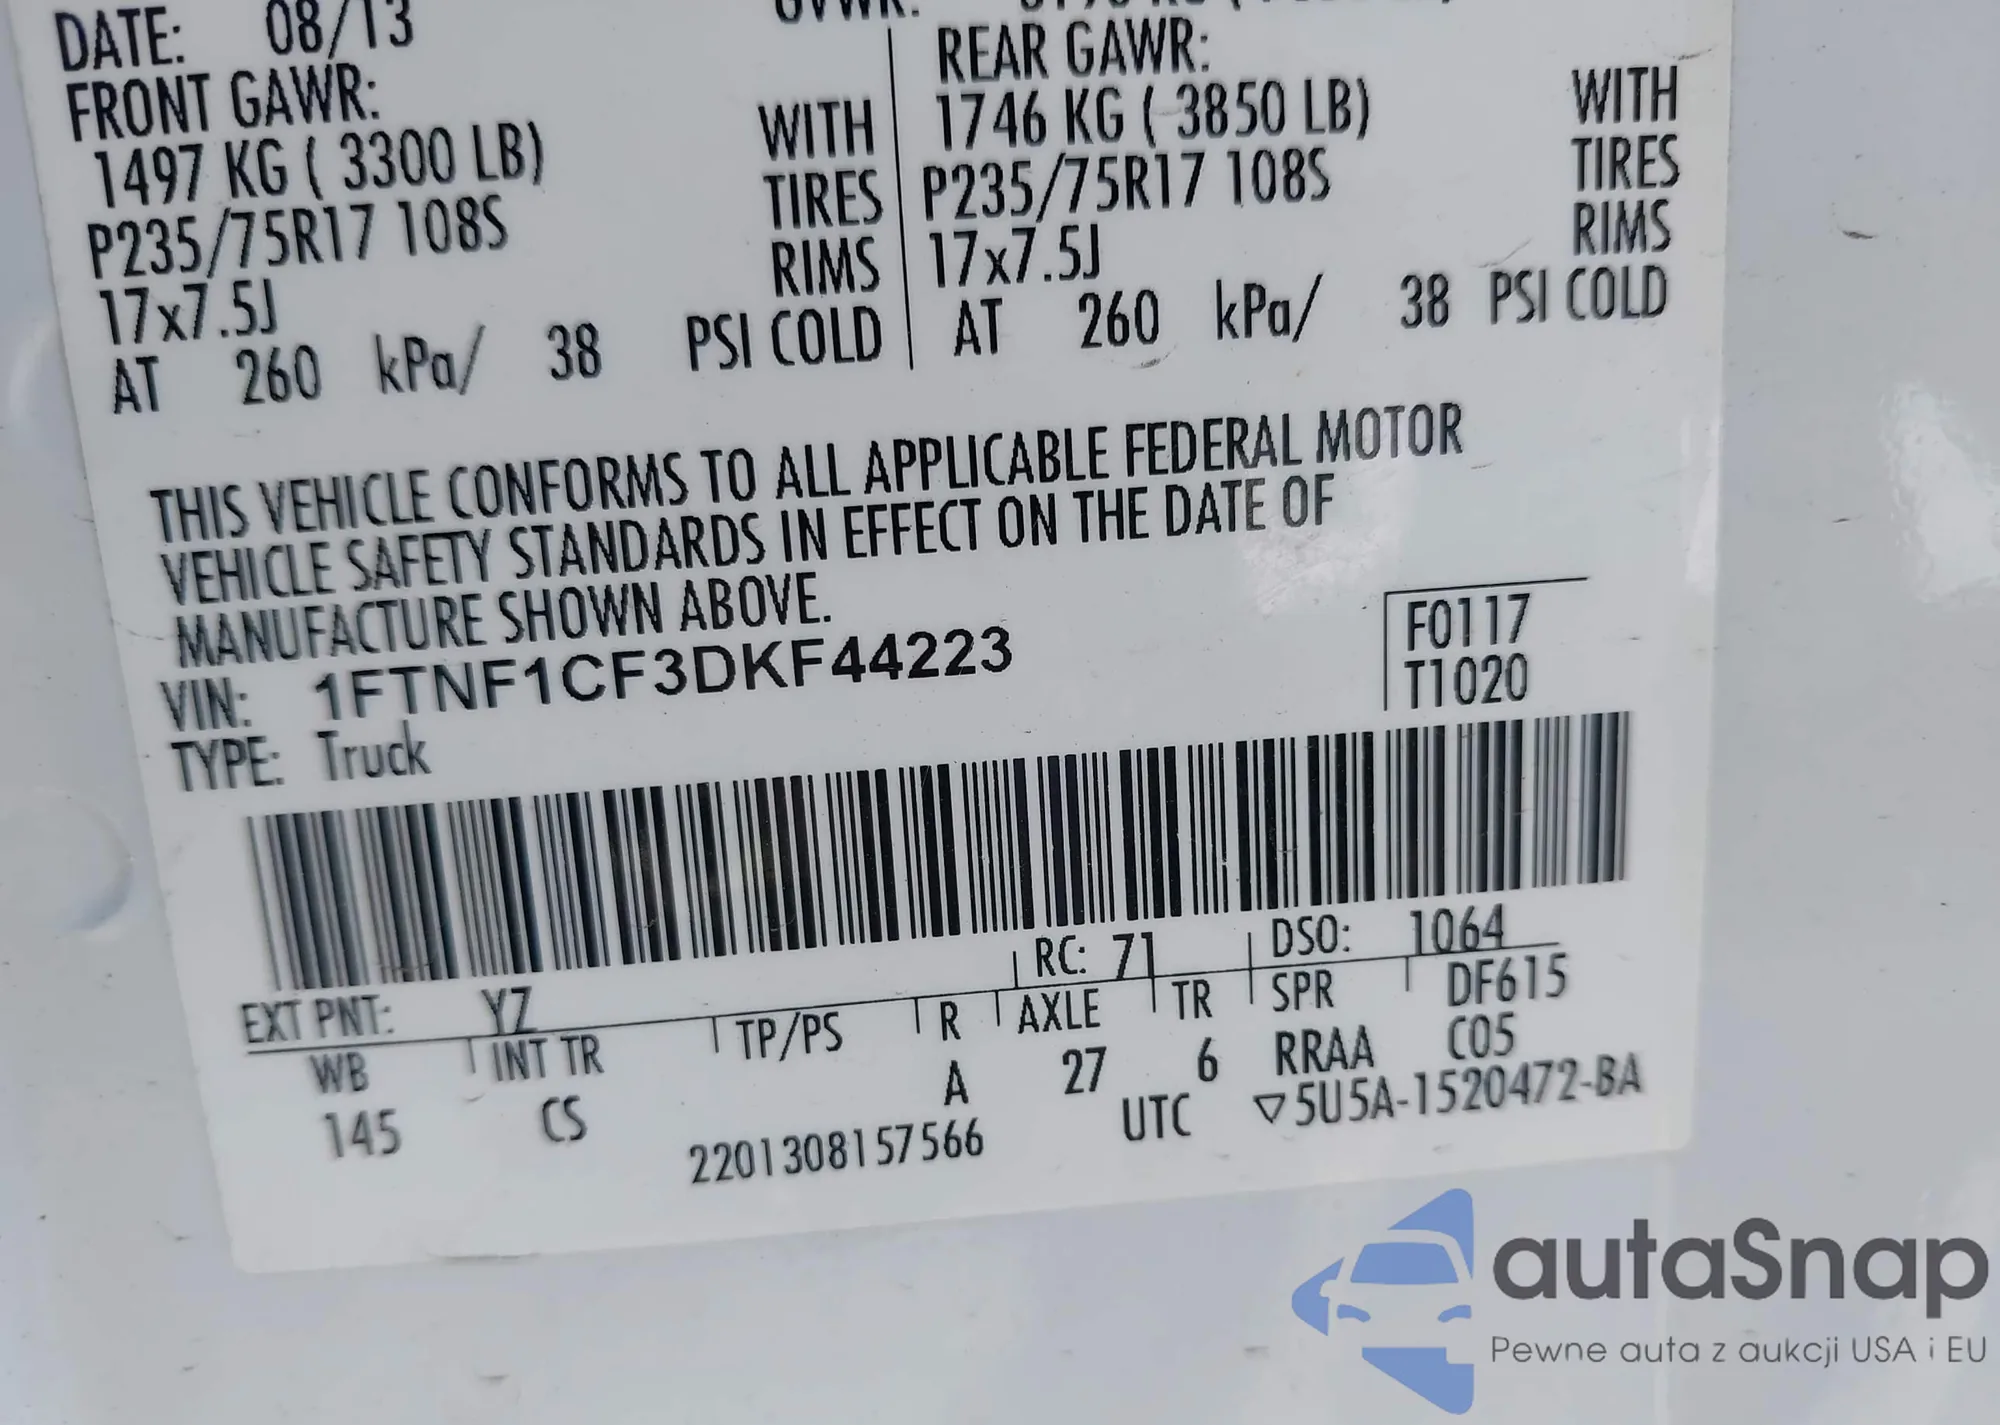 DATE: 08/13
GVWR:
FRONT GAWR:
1497 KG ( 3300 LB) WITH
P235/75R17 108S TIRES
17x7.5J RIMS
AT 260 kPa/ 38 PSI COLD
REAR GAWR:
1746 KG ( 3850 LB) WITH
P235/75R17 108S TIRES
17x7.5J RIMS
AT 260 kPa/ 38 PSI COLD
THIS VEHICLE CONFORMS TO ALL APPLICABLE FEDERAL MOTOR
VEHICLE SAFETY STANDARDS IN EFFECT ON THE DATE OF
MANUFACTURE SHOWN ABOVE.
VIN: 1FTNF1CF3DKF44223
TYPE: Truck
F0117
T1020
EXT PNT: YZ RC: 71 DSO: 1064
WB INT TR TP/PS R AXLE TR SPR DF615
145 CS A 27 6 RRAA C05
2201308157566 UTC ▽5U5A-1520472-BA
autaSnap
Pewne auta z aukcji USA i EU